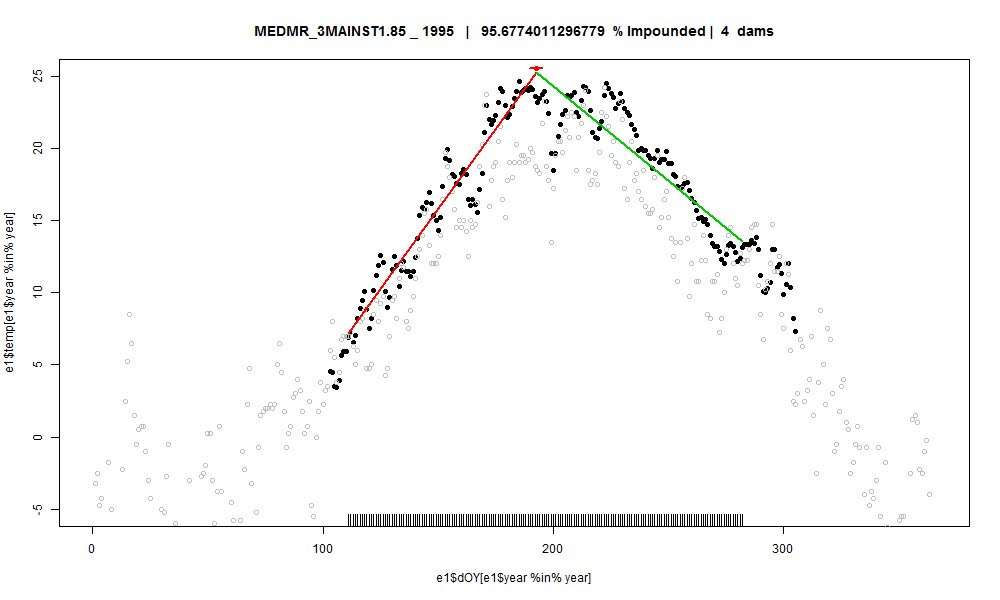 MEDMR_3MAINST1.85 _ 1995 | 95.6774011296779 % Impounded | 4 dams
e1$temp[e1$year %in% year]
25
20
15
10
5
0
-5
0 100 200 300
e1$dOY[e1$year %in% year]